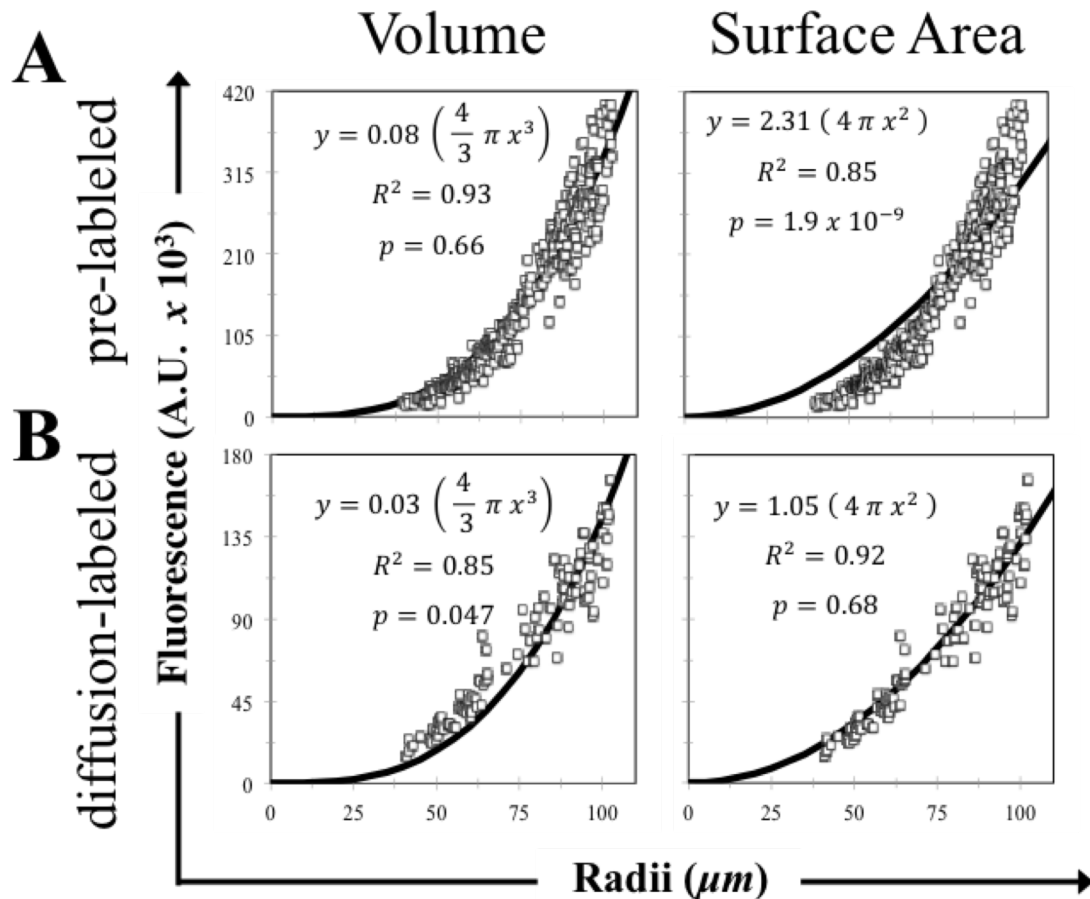 Volume
Surface Area
A
pre-lableled
B
diffusion-labeled
Fluorescence (A.U. x 10³)
420
315
210
105
0
y = 0.08 (4/3 π x³)
R² = 0.93
p = 0.66
y = 2.31 (4 π x²)
R² = 0.85
p = 1.9 x 10⁻⁹
180
135
90
45
0
y = 0.03 (4/3 π x³)
R² = 0.85
p = 0.047
y = 1.05 (4 π x²)
R² = 0.92
p = 0.68
0 25 50 75 100
0 25 50 75 100
Radii (μm)